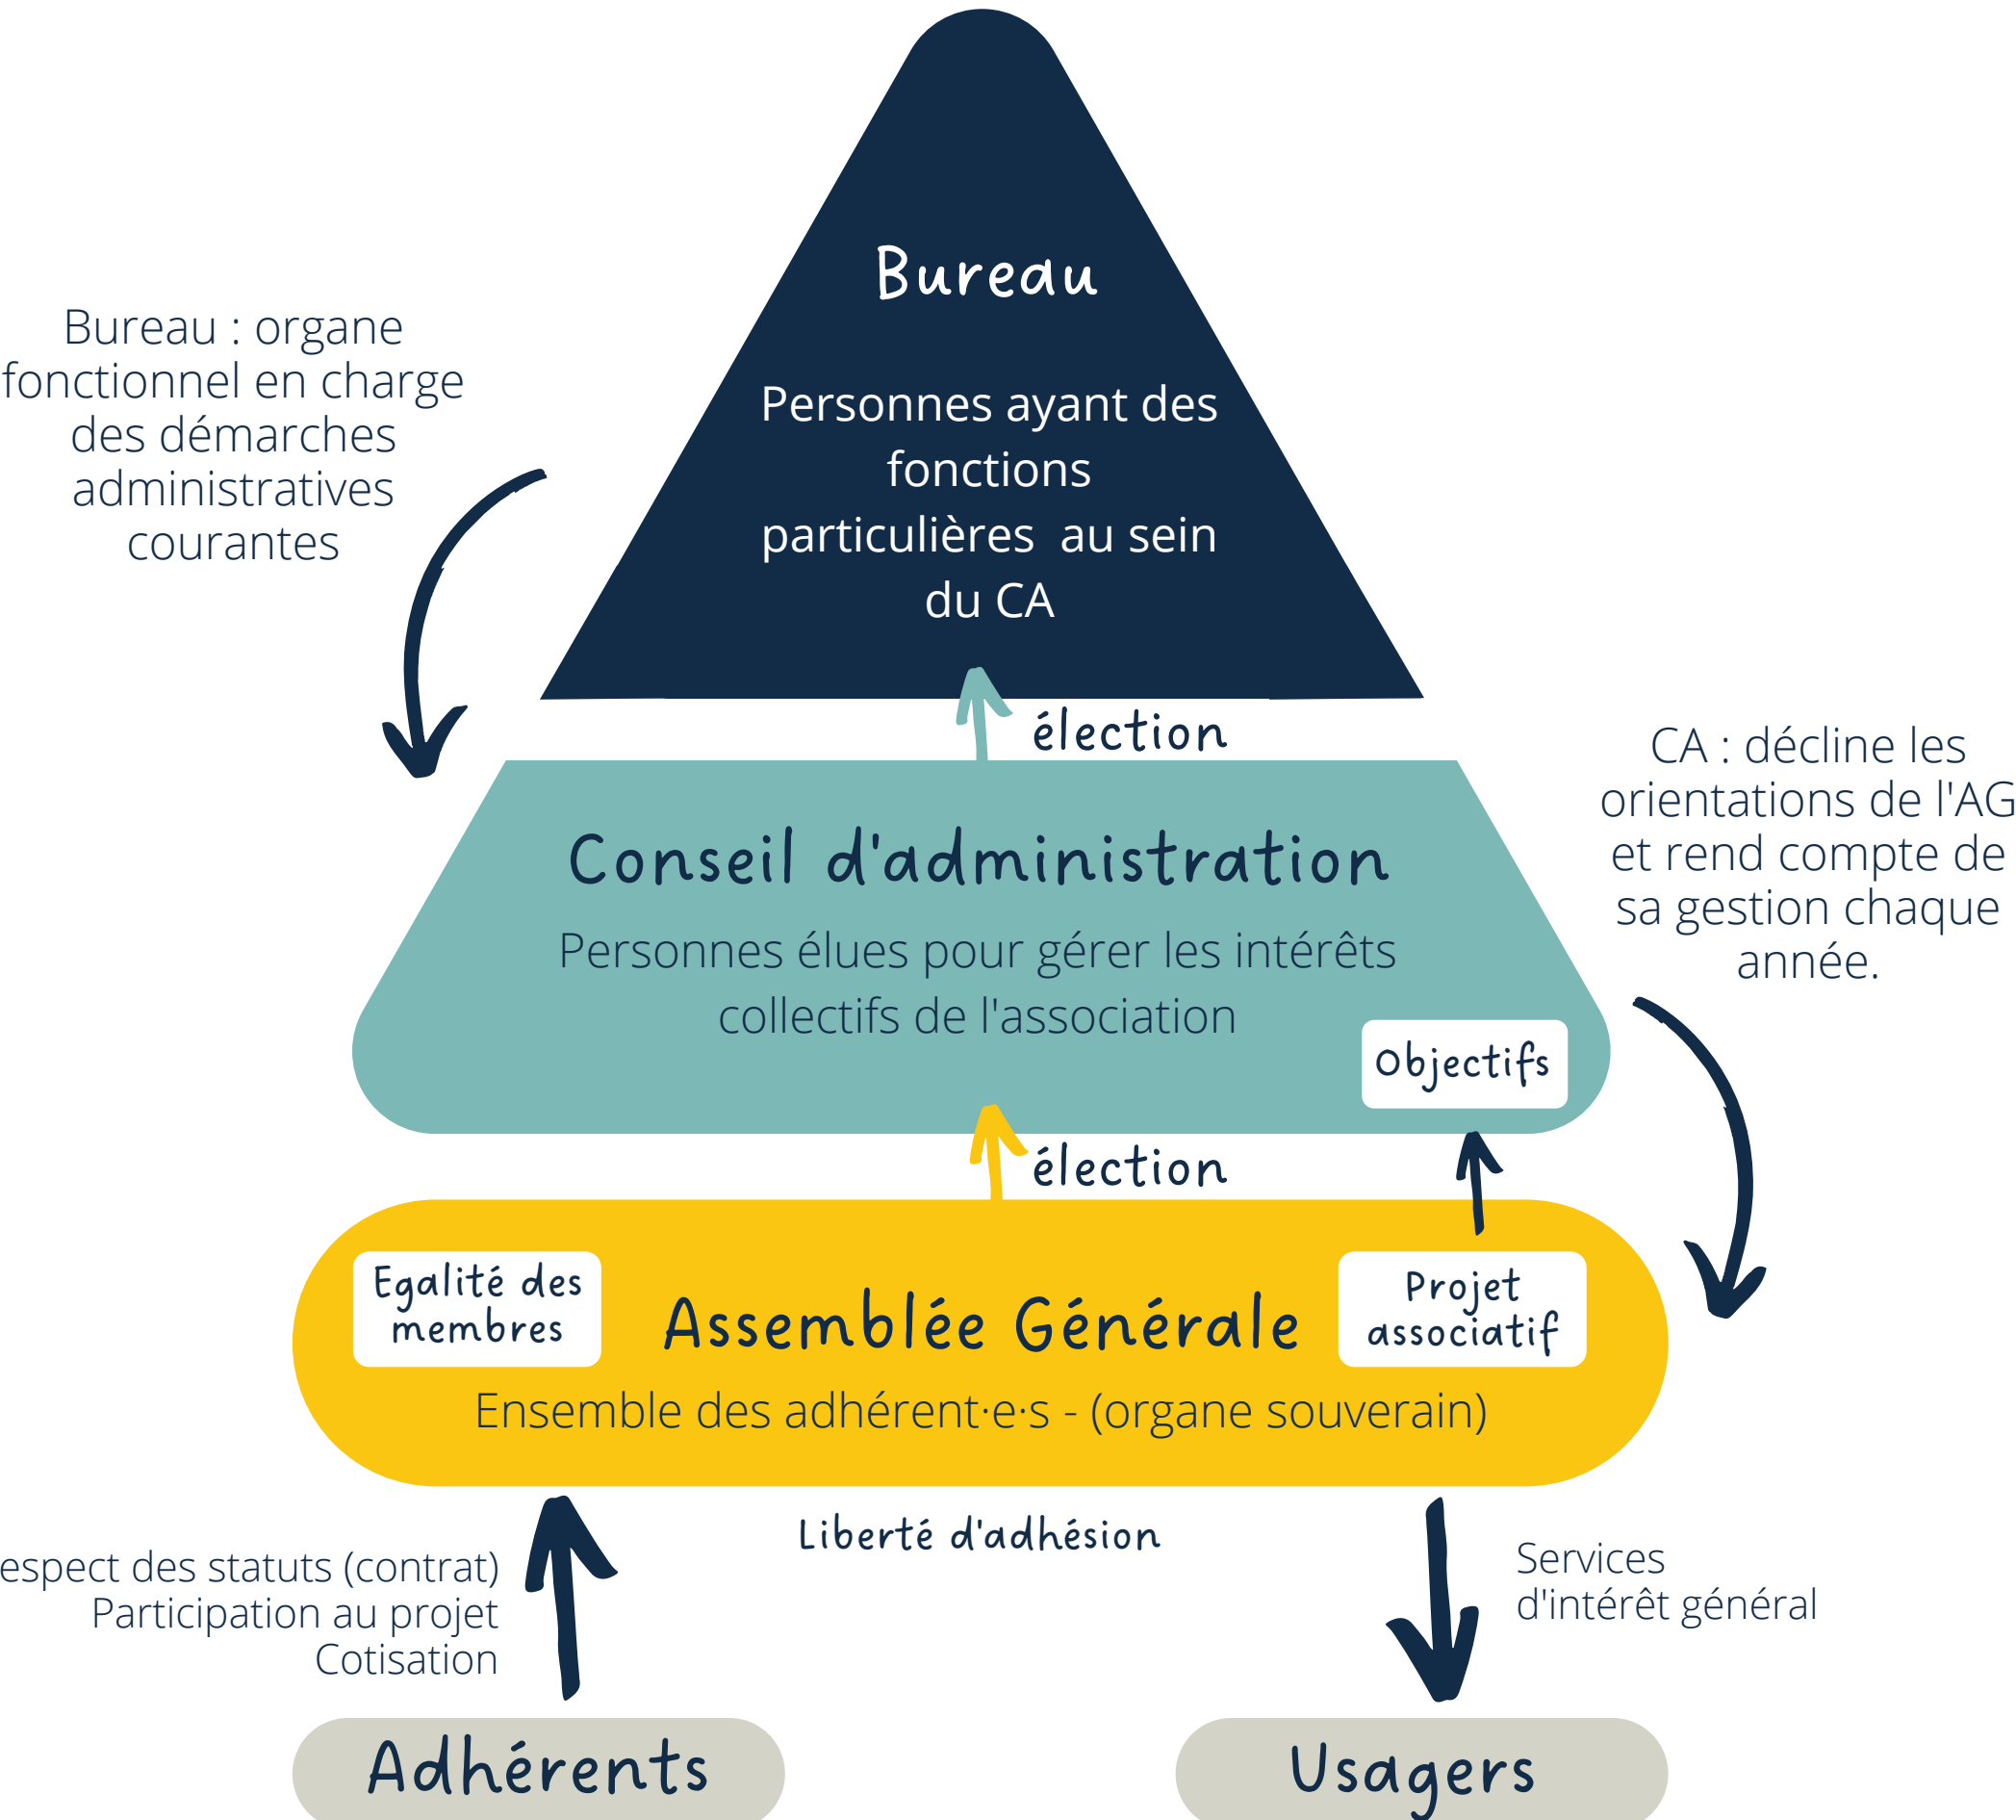 Bureau
Personnes ayant des
fonctions
particulières au sein
du CA
Bureau : organe
fonctionnel en charge
des démarches
administratives
courantes
élection
Conseil d'administration
Personnes élues pour gérer les intérêts
collectifs de l'association
Objectifs
CA : décline les
orientations de l'AG
et rend compte de
sa gestion chaque
année.
élection
Egalité des
membres
Assemblée Générale
Projet
associatif
Ensemble des adhérent·e·s - (organe souverain)
Liberté d'adhésion
espect des statuts (contrat)
Participation au projet
Cotisation
Services
d'intérêt général
Adhérents
Usagers